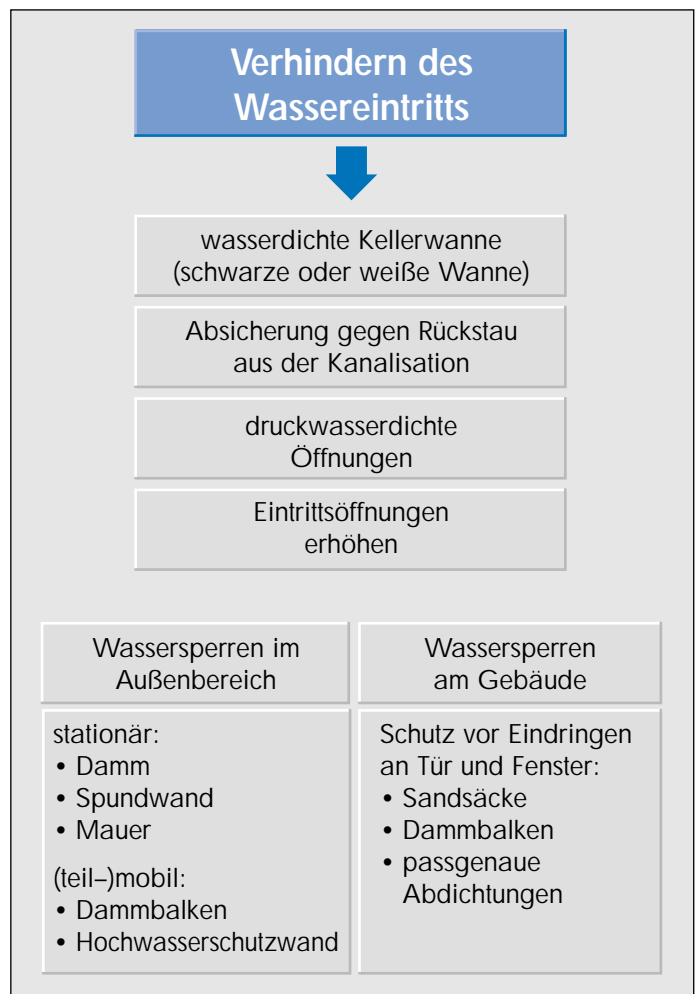 Verhindern des
Wassereintritts
wasserdichte Kellerwanne
(schwarze oder weiße Wanne)
Absicherung gegen Rückstau
aus der Kanalisation
druckwasserdichte
Öffnungen
Eintrittsöffnungen
erhöhen
Wassersperren im
Außenbereich
stationär:
• Damm
• Spundwand
• Mauer
(teil–)mobil:
• Dammbalken
• Hochwasserschutzwand
Wassersperren
am Gebäude
Schutz vor Eindringen
an Tür und Fenster:
• Sandsäcke
• Dammbalken
• passgenaue
Abdichtungen